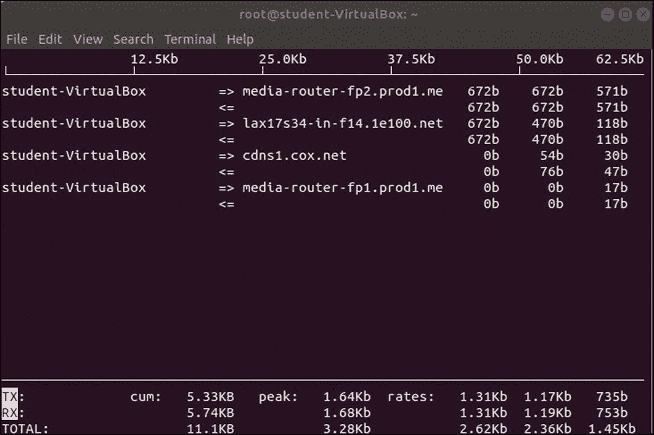 root@student-VirtualBox: ~
File Edit View Search Terminal Help
12.5Kb 25.0Kb 37.5Kb 50.0Kb 62.5Kb
student-VirtualBox => media-router-fp2.prod1.me 672b 672b 571b
<= 672b 672b 571b
student-VirtualBox => lax17s34-in-f14.1e100.net 672b 470b 118b
<= 672b 470b 118b
student-VirtualBox => cdns1.cox.net 0b 54b 30b
<= 0b 76b 47b
student-VirtualBox => media-router-fp1.prod1.me 0b 0b 17b
<= 0b 0b 17b
TX: cum: 5.33KB peak: 1.64Kb rates: 1.31Kb 1.17Kb 735b
RX: 5.74KB 1.68Kb 1.31Kb 1.19Kb 753b
TOTAL: 11.1KB 3.28Kb 2.62Kb 2.36Kb 1.45Kb